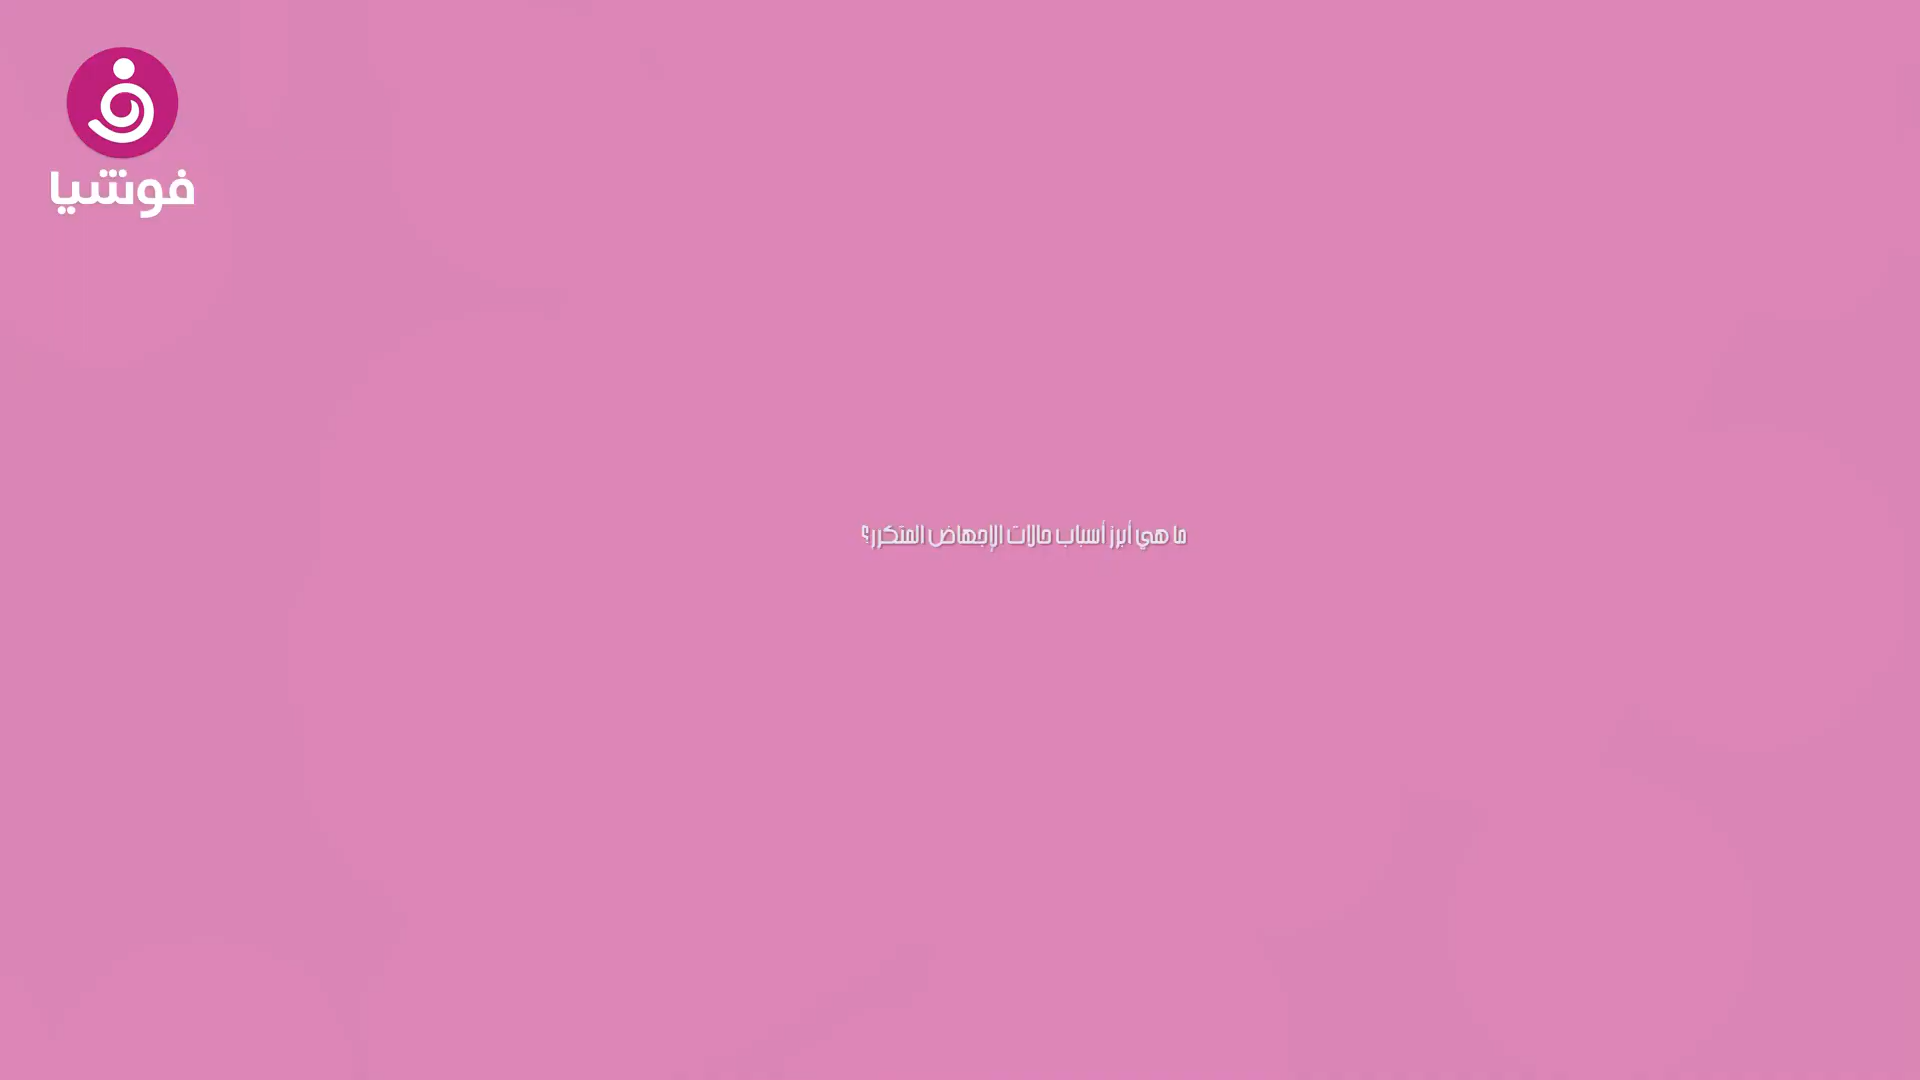 فوشيا
ما هي أبرز أسباب حالات الإجهاض المتكرر؟